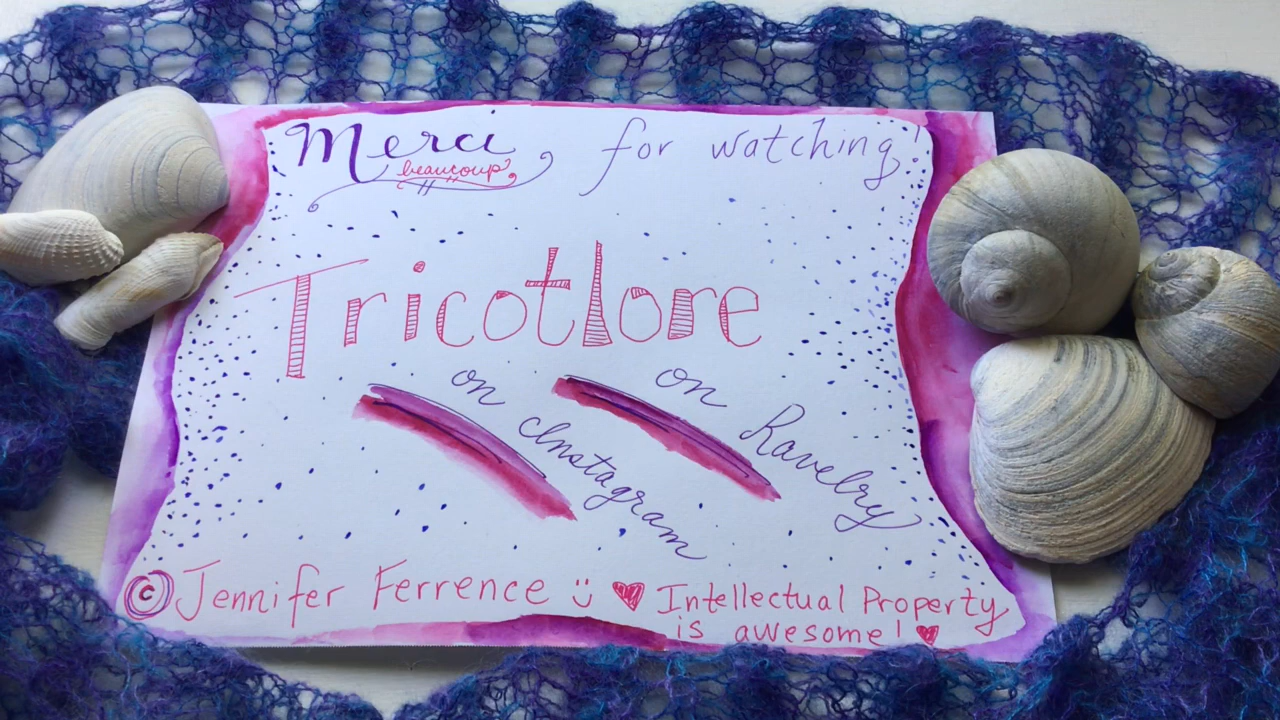 Merci for watching!
beaucoup
Tricotlore
on Instagram
on Ravelry
© Jennifer Ferrence :) ♥ Intellectual Property
is awesome! ♥